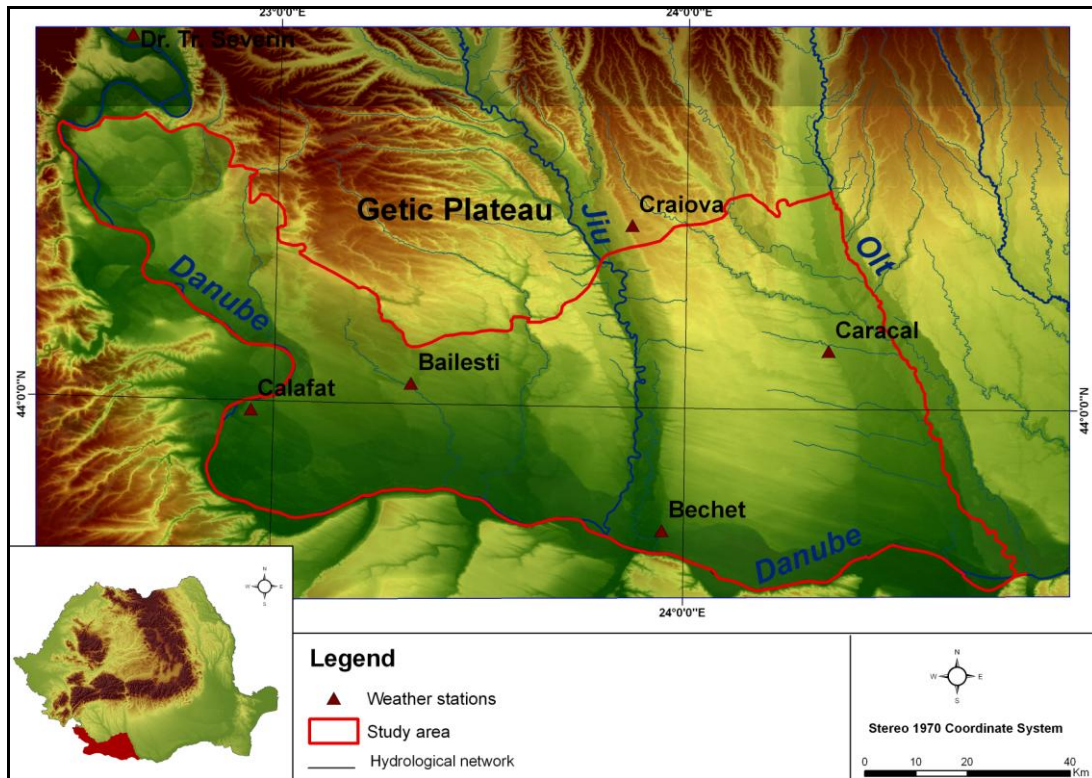 23°0'0"E
24°0'0"E
Dr. Tr. Severin
Getic Plateau
Jiu
Craiova
Olt
Danube
Caracal
Bailesti
Calafat
44°0'0"N
44°0'0"N
Bechet
Danube
24°0'0"E
N
W E
S
Legend
Weather stations
Study area
Hydrological network
N
W E
S
Stereo 1970 Coordinate System
0 10 20 40
Km